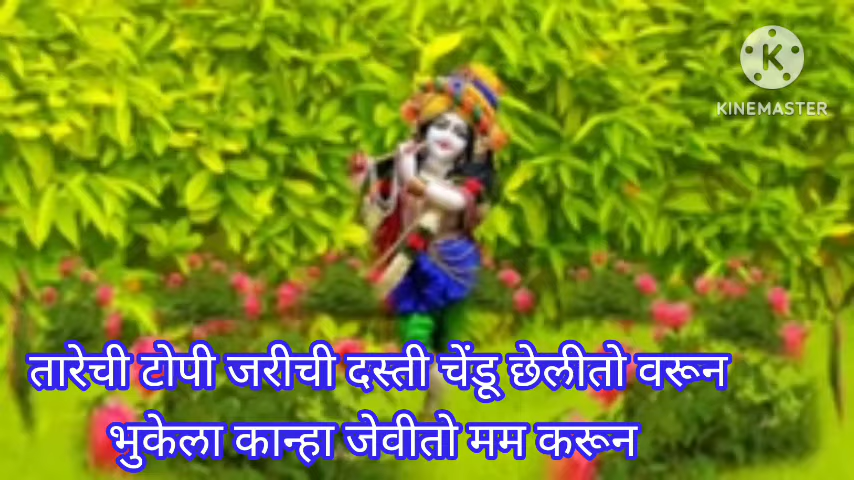 KINEMASTER
तारेची टोपी जरीची दस्ती चेंडू छेलीतो वरून
भुकेला कान्हा जेवीतो मम करून